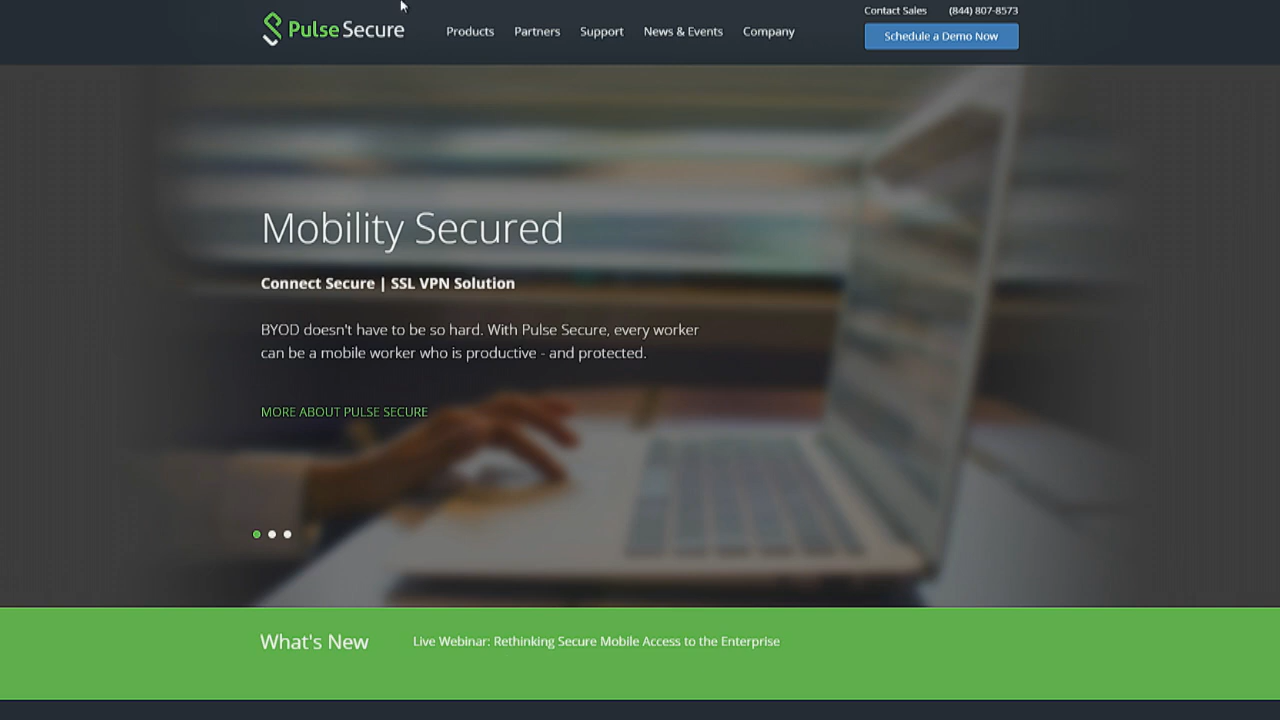 Contact Sales (844) 807-8573
Pulse Secure Products Partners Support News & Events Company Schedule a Demo Now
Mobility Secured
Connect Secure | SSL VPN Solution
BYOD doesn't have to be so hard. With Pulse Secure, every worker
can be a mobile worker who is productive - and protected.
MORE ABOUT PULSE SECURE
What's New Live Webinar: Rethinking Secure Mobile Access to the Enterprise